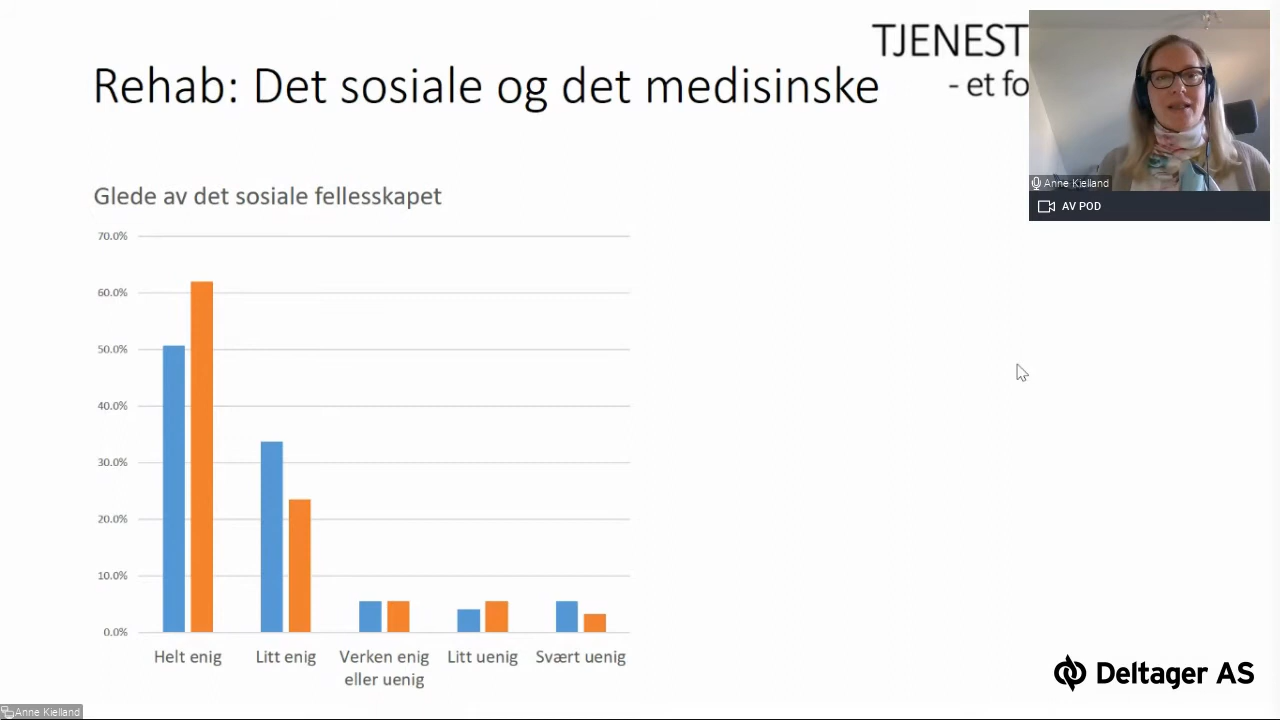 TJENEST
Rehab: Det sosiale og det medisinske
- et fo
Anne Kielland
AV POD
Glede av det sosiale fellesskapet
70.0%
60.0%
50.0%
40.0%
30.0%
20.0%
10.0%
0.0%
Helt enig
Litt enig
Verken enig
eller uenig
Litt uenig
Svært uenig
Deltager AS
Anne Kielland